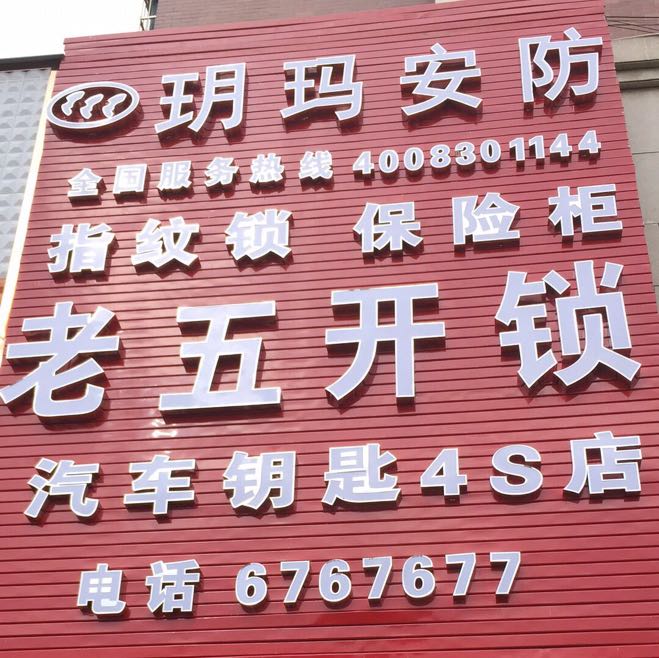 玥玛安防
全国服务热线 4008301144
指纹锁 保险柜
老五开锁
汽车钥匙4S店
电话 6767677